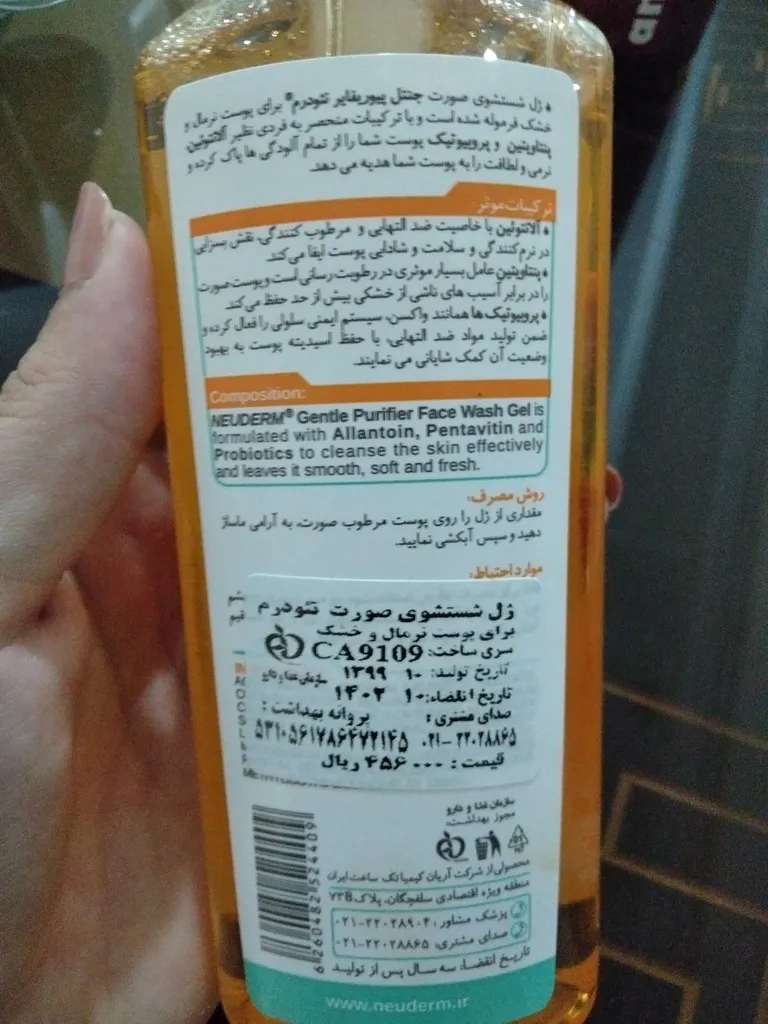 ♦ ژل شستشوی صورت جنتل پیوریفایر نئودرم® برای پوست نرمال و
خشک فرموله شده است و با ترکیبات منحصر به فردی نظیر آلانتوئین،
پنتاویتین و پروبیوتیک پوست شما را از تمام آلودگی ها پاک کرده و
نرمی و لطافت را به پوست شما هدیه می دهد.
ترکیبات موثر:
♦ آلانتوئین با خاصیت ضد التهابی و مرطوب کنندگی، نقش بسزایی
در نرم کنندگی و سلامت و شادابی پوست ایفا می‌کند.
♦ پنتاویتین عامل بسیار موثری در رطوبت رسانی است و پوست صورت
را در برابر آسیب های ناشی از خشکی بیش از حد حفظ می‌کند.
♦ پروبیوتیک ها همانند واکسن، سیستم ایمنی سلولی را فعال کرده و
ضمن تولید مواد ضد التهابی، با حفظ اسیدیته پوست به بهبود
وضعیت آن کمک شایانی می نمایند.
Composition:
NEUDERM® Gentle Purifier Face Wash Gel is
formulated with Allantoin, Pentavitin and
Probiotics to cleanse the skin effectively
and leaves it smooth, soft and fresh.
روش مصرف:
مقداری از ژل را روی پوست مرطوب صورت، به آرامی ماساژ
دهید و سپس آبکشی نمایید.
موارد احتیاط:
ژل شستشوی صورت نئودرم
برای پوست نرمال و خشک
سری ساخت: CA9109
تاریخ تولید: ۱۰ ۱۳۹۹
سازمان غذا و دارو
تاریخ انقضاء: ۱۰ ۱۴۰۲
صدای مشتری: پروانه بهداشت:
۰۲۱-۲۲۰۲۸۸۶۵ ۵۳۱۰۵۶۱۷۸۶۴۷۲۱۴۵
قیمت: ۴۵۶۰۰۰ ریال
سازمان غذا و دارو
مجوز بهداشت:
محصولی از شرکت آریان کیمیا تک ساخت ایران
منطقه ویژه اقتصادی سلفچگان، پلاک ۷۳B
پزشک مشاور: ۰۲۱-۲۲۰۲۸۹۰۴
صدای مشتری: ۰۲۱-۲۲۰۲۸۸۶۵
تاریخ انقضا: سه سال پس از تولید
6260482524409
www.neuderm.ir